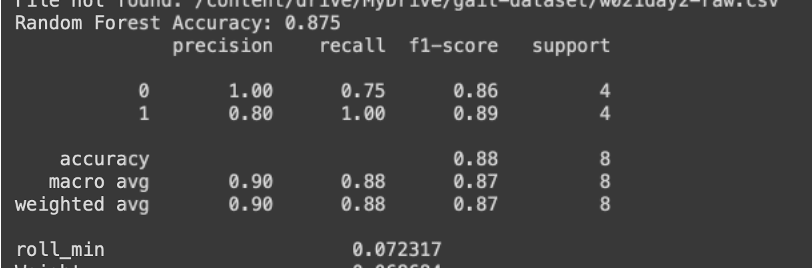 File not found: /content/drive/MyDrive/gait-dataset/w021day2-raw.csv
Random Forest Accuracy: 0.875
precision recall f1-score support
0 1.00 0.75 0.86 4
1 0.80 1.00 0.89 4
accuracy 0.88 8
macro avg 0.90 0.88 0.87 8
weighted avg 0.90 0.88 0.87 8
roll_min 0.072317